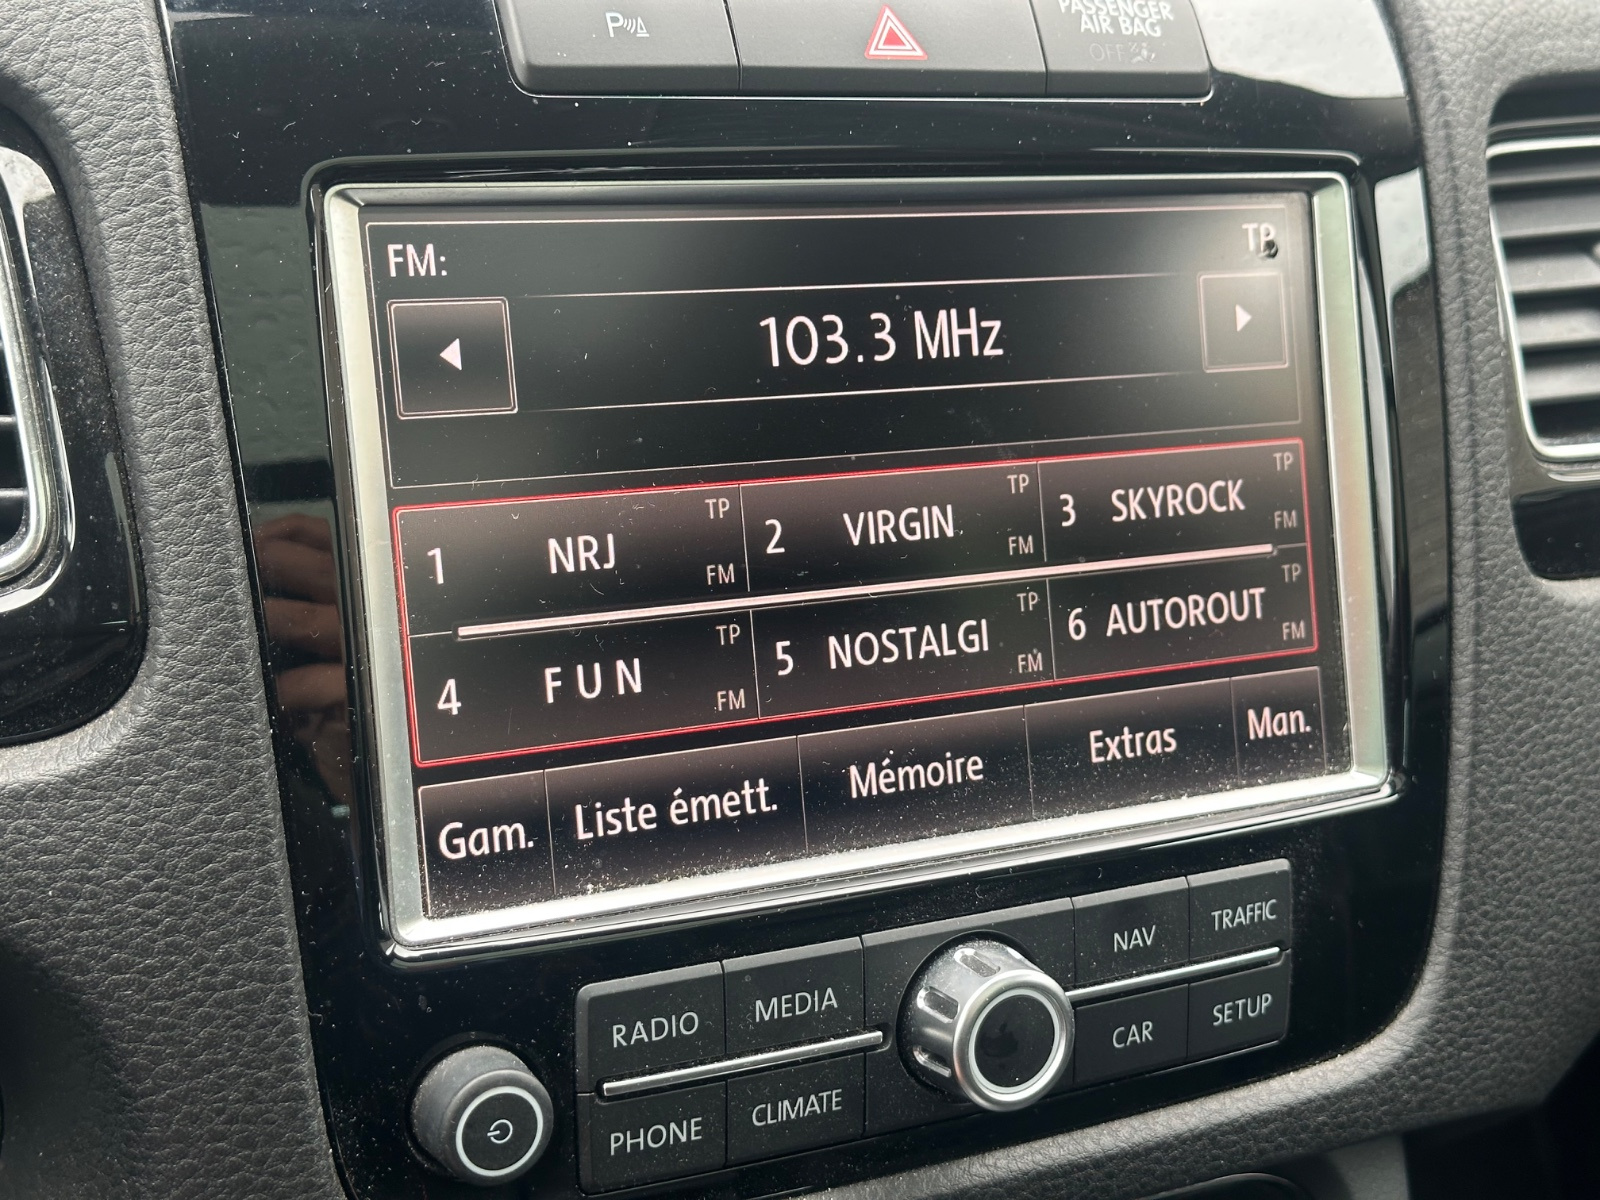 P
PASSENGER
AIR BAG
OFF
FM:
TP
103.3 MHz
1 NRJ TP FM
2 VIRGIN TP FM
3 SKYROCK TP FM
4 F U N TP FM
5 NOSTALGI TP FM
6 AUTOROUT TP FM
Gam.
Liste émett.
Mémoire
Extras
Man.
RADIO
MEDIA
NAV
TRAFFIC
PHONE
CLIMATE
CAR
SETUP